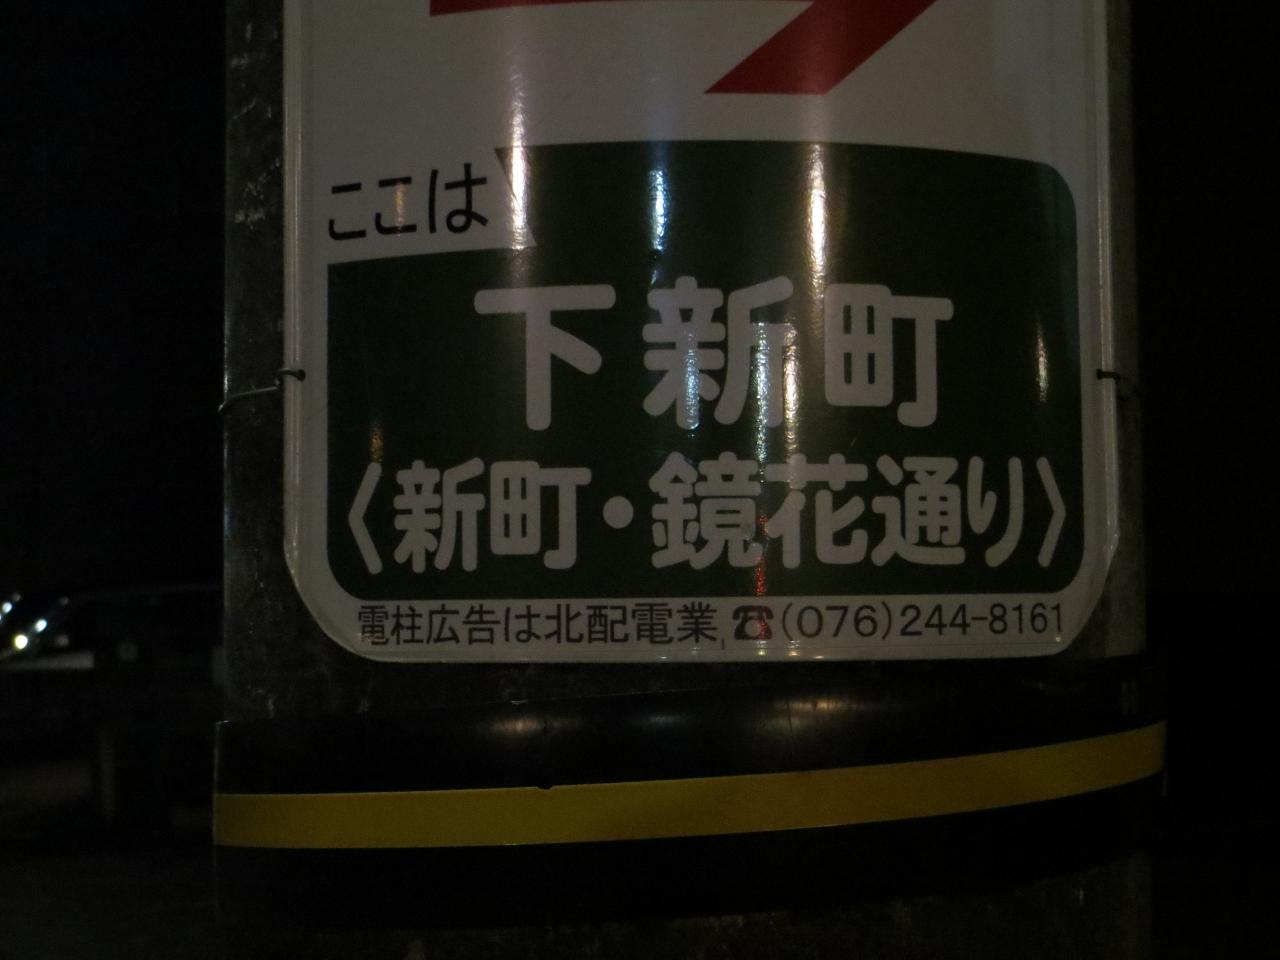 ここは
下新町
〈新町・鏡花通り〉
電柱広告は北配電業 ☎(076)244-8161